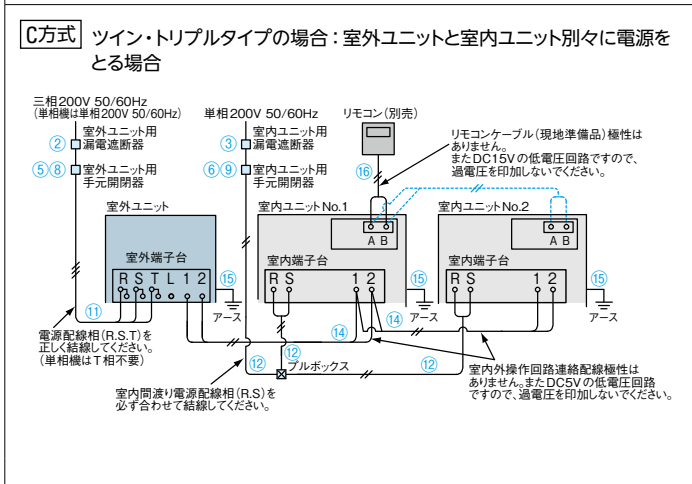 C方式 ツイン・トリプルタイプの場合：室外ユニットと室内ユニット別々に電源を
とる場合
三相200V 50/60Hz
（単相機は単相200V 50/60Hz）
② 室外ユニット用
漏電遮断器
⑤⑧ 室外ユニット用
手元開閉器
単相200V 50/60Hz
③ 室内ユニット用
漏電遮断器
⑥⑨ 室内ユニット用
手元開閉器
リモコン（別売）
⑯
リモコンケーブル（現地準備品）極性は
ありません。
またDC15Vの低電圧回路ですので、
過電圧を印加しないでください。
室外ユニット
室外端子台
R S T L 1 2
⑮
アース
室内ユニットNo.1
A B
室内端子台
R S 1 2
⑮
アース
室内ユニットNo.2
A B
室内端子台
R S 1 2
⑮
アース
⑪
電源配線相（R.S.T）を
正しく結線してください。
（単相機はT相不要）
⑭
⑭
⑫
⑫
プルボックス
⑫
室内間渡り電源配線相（R.S）を
必ず合わせて結線してください。
室内外操作回路連絡配線極性は
ありません。またDC5Vの低電圧回路
ですので、過電圧を印加しないでください。